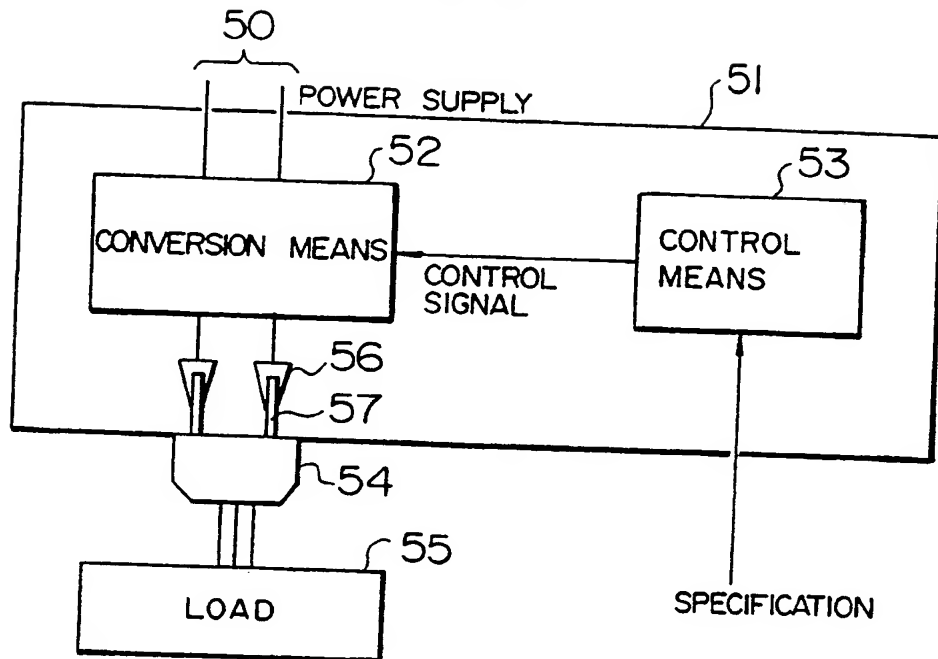 50
POWER SUPPLY
51
52
53
CONVERSION MEANS
CONTROL
MEANS
CONTROL
SIGNAL
56
57
54
55
LOAD
SPECIFICATION